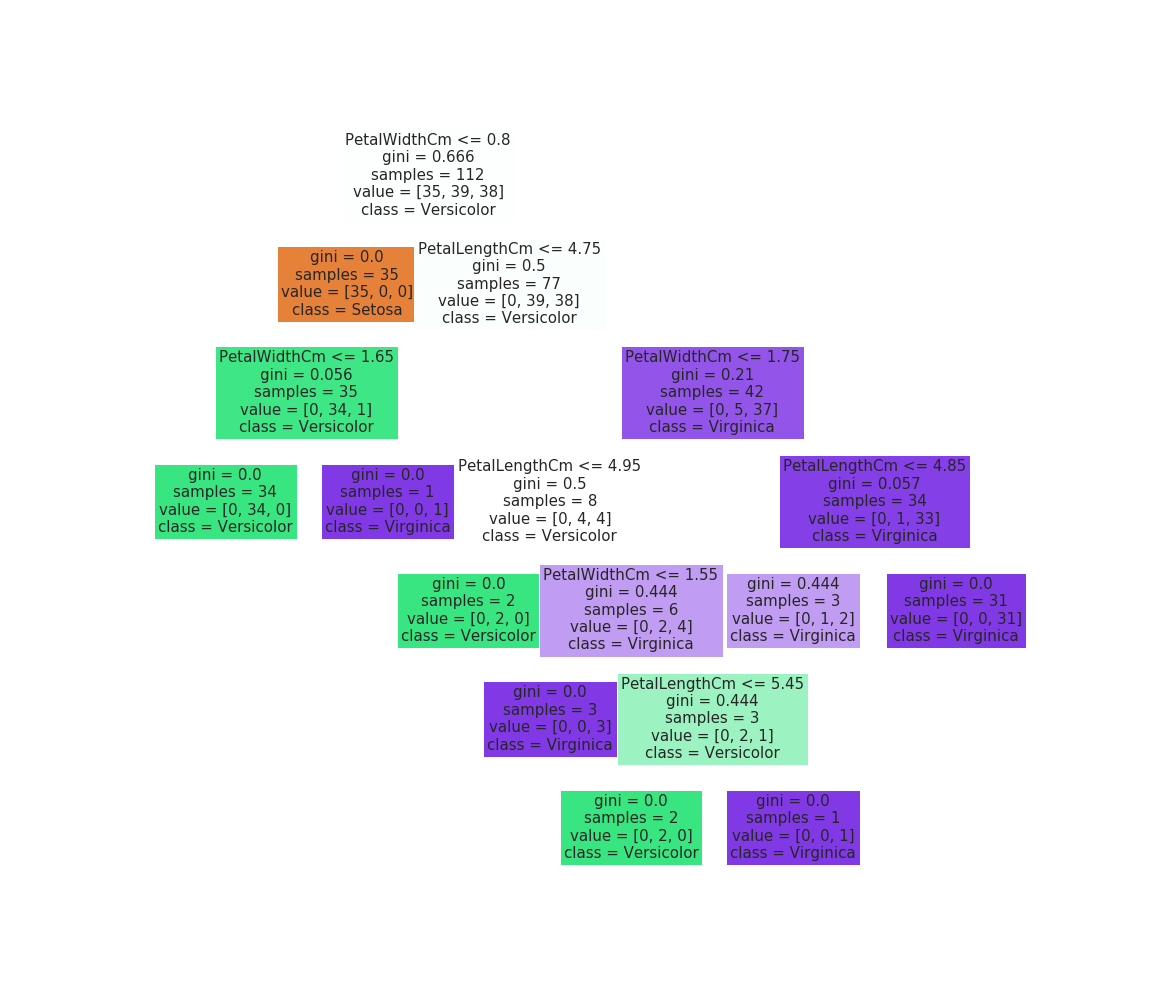 PetalWidthCm <= 0.8
gini = 0.666
samples = 112
value = [35, 39, 38]
class = Versicolor
gini = 0.0
samples = 35
value = [35, 0, 0]
class = Setosa
PetalLengthCm <= 4.75
gini = 0.5
samples = 77
value = [0, 39, 38]
class = Versicolor
PetalWidthCm <= 1.65
gini = 0.056
samples = 35
value = [0, 34, 1]
class = Versicolor
PetalWidthCm <= 1.75
gini = 0.21
samples = 42
value = [0, 5, 37]
class = Virginica
gini = 0.0
samples = 34
value = [0, 34, 0]
class = Versicolor
gini = 0.0
samples = 1
value = [0, 0, 1]
class = Virginica
PetalLengthCm <= 4.95
gini = 0.5
samples = 8
value = [0, 4, 4]
class = Versicolor
PetalLengthCm <= 4.85
gini = 0.057
samples = 34
value = [0, 1, 33]
class = Virginica
gini = 0.0
samples = 2
value = [0, 2, 0]
class = Versicolor
PetalWidthCm <= 1.55
gini = 0.444
samples = 6
value = [0, 2, 4]
class = Virginica
gini = 0.444
samples = 3
value = [0, 1, 2]
class = Virginica
gini = 0.0
samples = 31
value = [0, 0, 31]
class = Virginica
gini = 0.0
samples = 3
value = [0, 0, 3]
class = Virginica
PetalLengthCm <= 5.45
gini = 0.444
samples = 3
value = [0, 2, 1]
class = Versicolor
gini = 0.0
samples = 2
value = [0, 2, 0]
class = Versicolor
gini = 0.0
samples = 1
value = [0, 0, 1]
class = Virginica